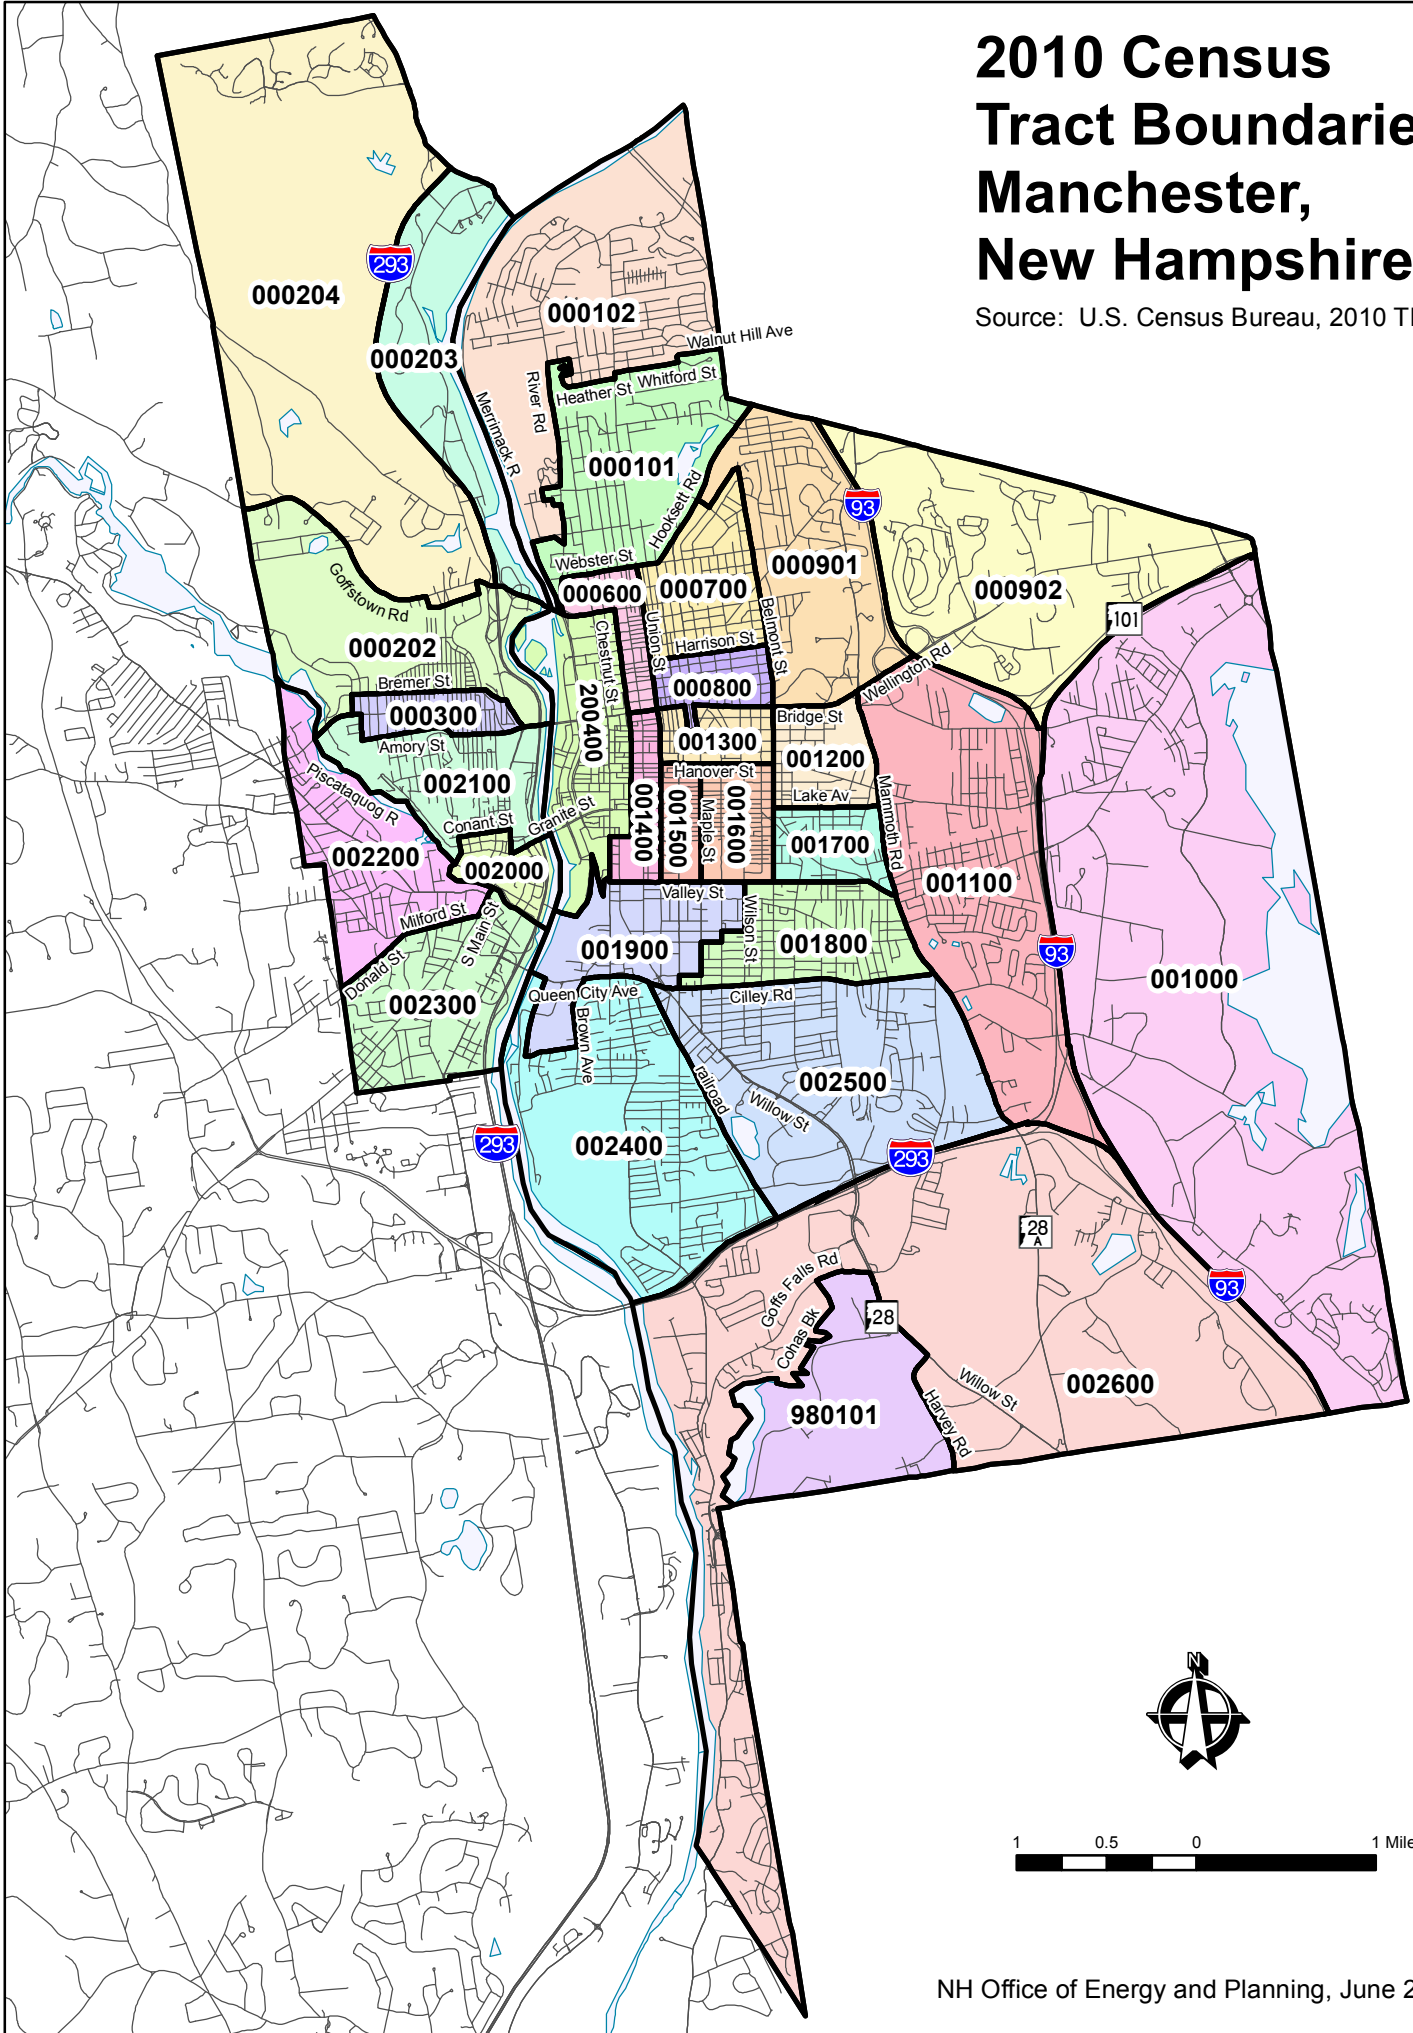 2010 Census
Tract Boundarie
Manchester,
New Hampshire
Source: U.S. Census Bureau, 2010 TI
293
000204
000102
000203
Walnut Hill Ave
Whitford St
Heather St
River Rd
Merrimack R
000101
Hooksett Rd
93
Webster St
000901
000600
000700
000902
Goffstown Rd
Chestnut St
Union St
Belmont St
101
Harrison St
000202
Wellington Rd
Bremer St
000800
200400
000300
Bridge St
Amory St
001300
001200
Hanover St
002100
Piscataquog R
Mammoth Rd
Lake Av
Granite St
Conant St
001400
001500
Maple St
001600
001700
002200
002000
001100
Valley St
Milford St
S Main St
Wilson St
001900
001800
93
Donald St
001000
Queen City Ave
Cilley Rd
002300
Brown Ave
railroad
002500
Willow St
293
002400
293
28
A
Goffs Falls Rd
93
Cohas Bk
28
Willow St
002600
980101
Harvey Rd
N
1 0.5 0 1 Mile
NH Office of Energy and Planning, June 2